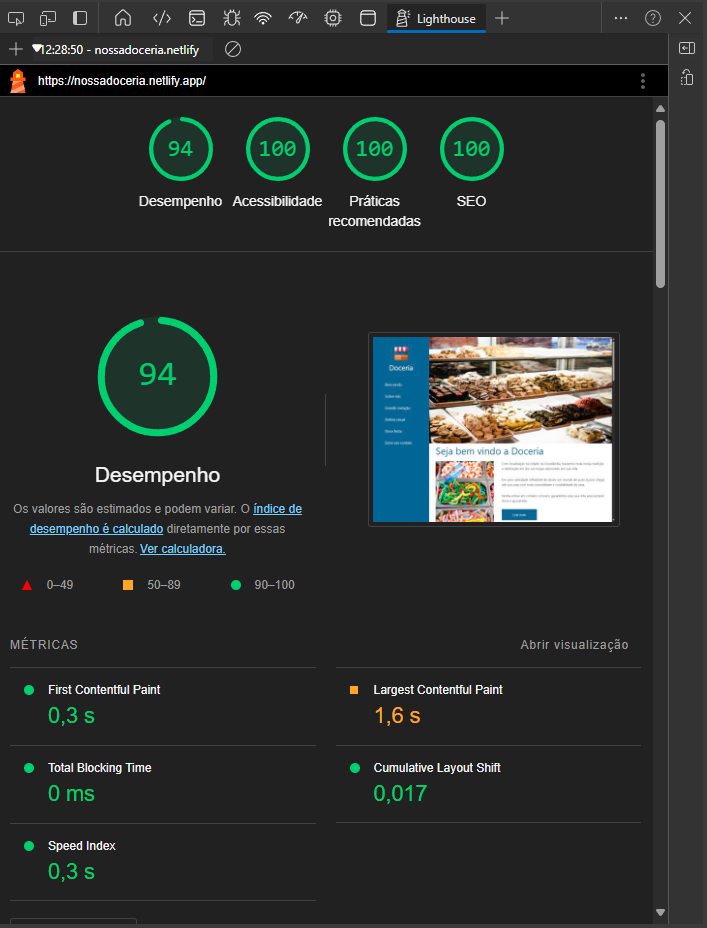 Lighthouse
12:28:50 - nossadoceria.netlify
https://nossadoceria.netlify.app/
94
100
100
100
Desempenho
Acessibilidade
Práticas
recomendadas
SEO
94
Desempenho
Os valores são estimados e podem variar. O índice de
desempenho é calculado diretamente por essas
métricas. Ver calculadora.
0–49
50–89
90–100
Doceria
Seja bem vindo a Doceria
MÉTRICAS
Abrir visualização
First Contentful Paint
0,3 s
Largest Contentful Paint
1,6 s
Total Blocking Time
0 ms
Cumulative Layout Shift
0,017
Speed Index
0,3 s